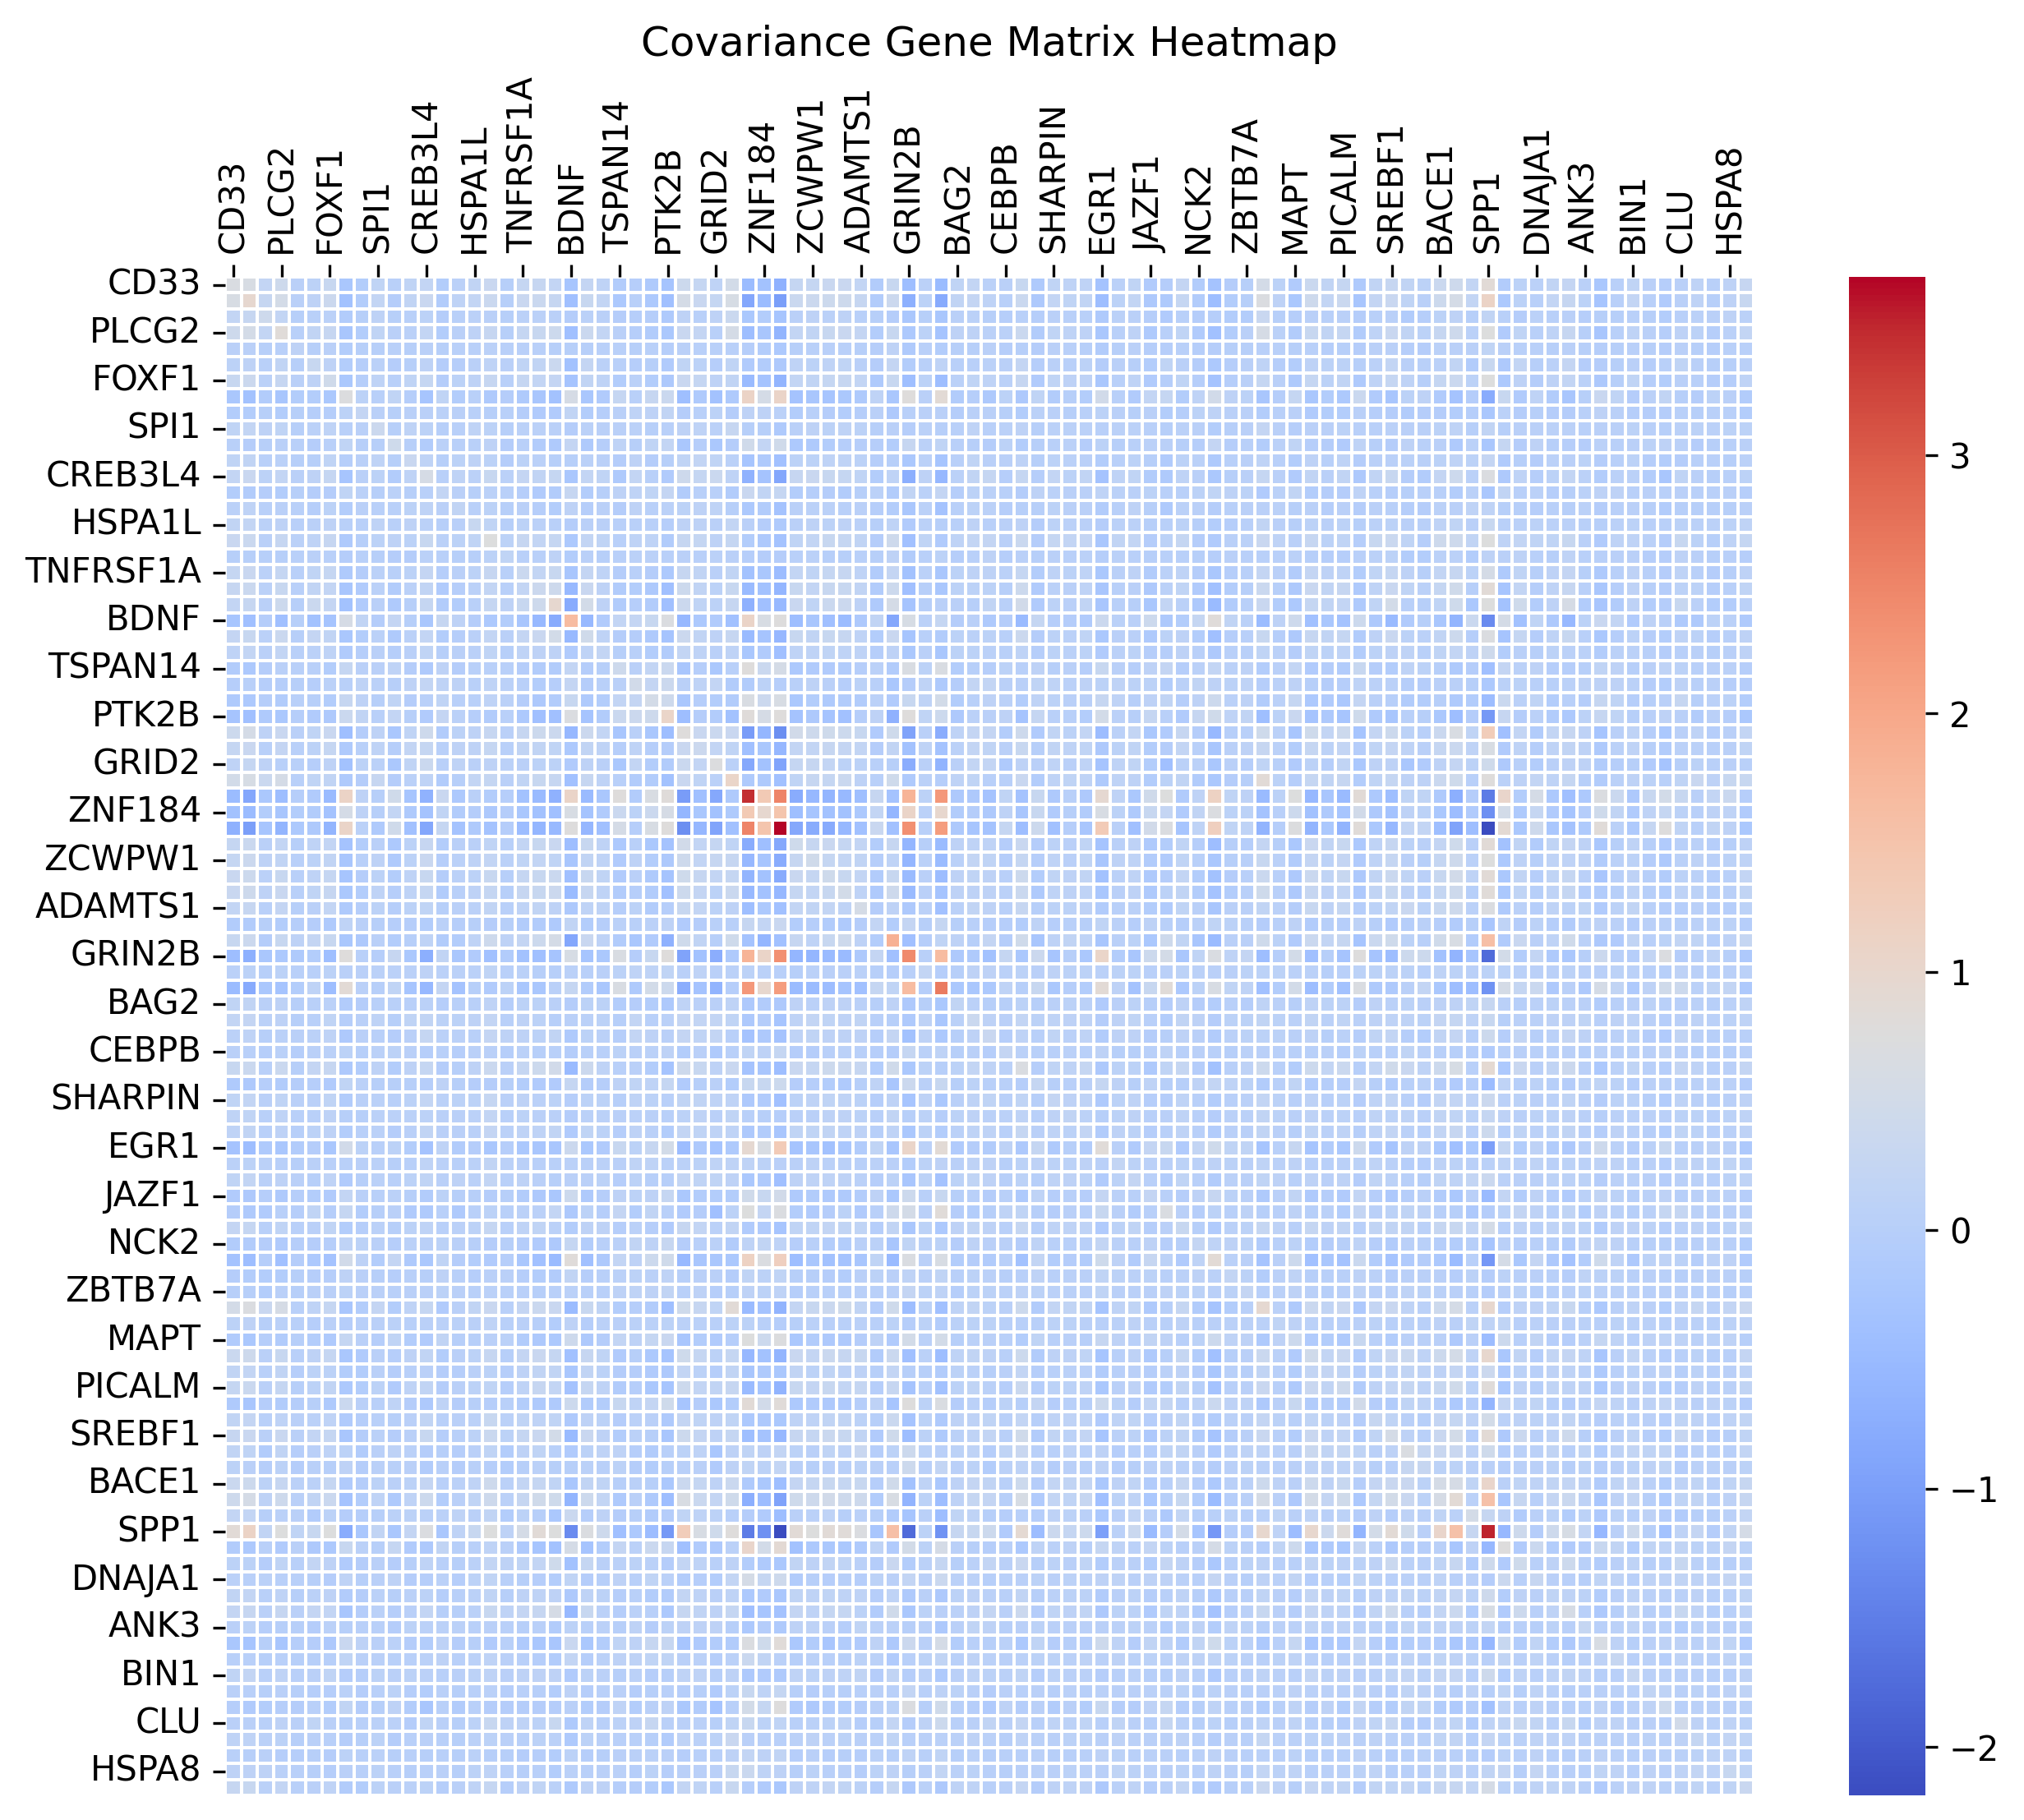 Covariance Gene Matrix Heatmap
CD33
PLCG2
FOXF1
SPI1
CREB3L4
HSPA1L
TNFRSF1A
BDNF
TSPAN14
PTK2B
GRID2
ZNF184
ZCWPW1
ADAMTS1
GRIN2B
BAG2
CEBPB
SHARPIN
EGR1
JAZF1
NCK2
ZBTB7A
MAPT
PICALM
SREBF1
BACE1
SPP1
DNAJA1
ANK3
BIN1
CLU
HSPA8
CD33
PLCG2
FOXF1
SPI1
CREB3L4
HSPA1L
TNFRSF1A
BDNF
TSPAN14
PTK2B
GRID2
ZNF184
ZCWPW1
ADAMTS1
GRIN2B
BAG2
CEBPB
SHARPIN
EGR1
JAZF1
NCK2
ZBTB7A
MAPT
PICALM
SREBF1
BACE1
SPP1
DNAJA1
ANK3
BIN1
CLU
HSPA8
3
2
1
0
−1
−2